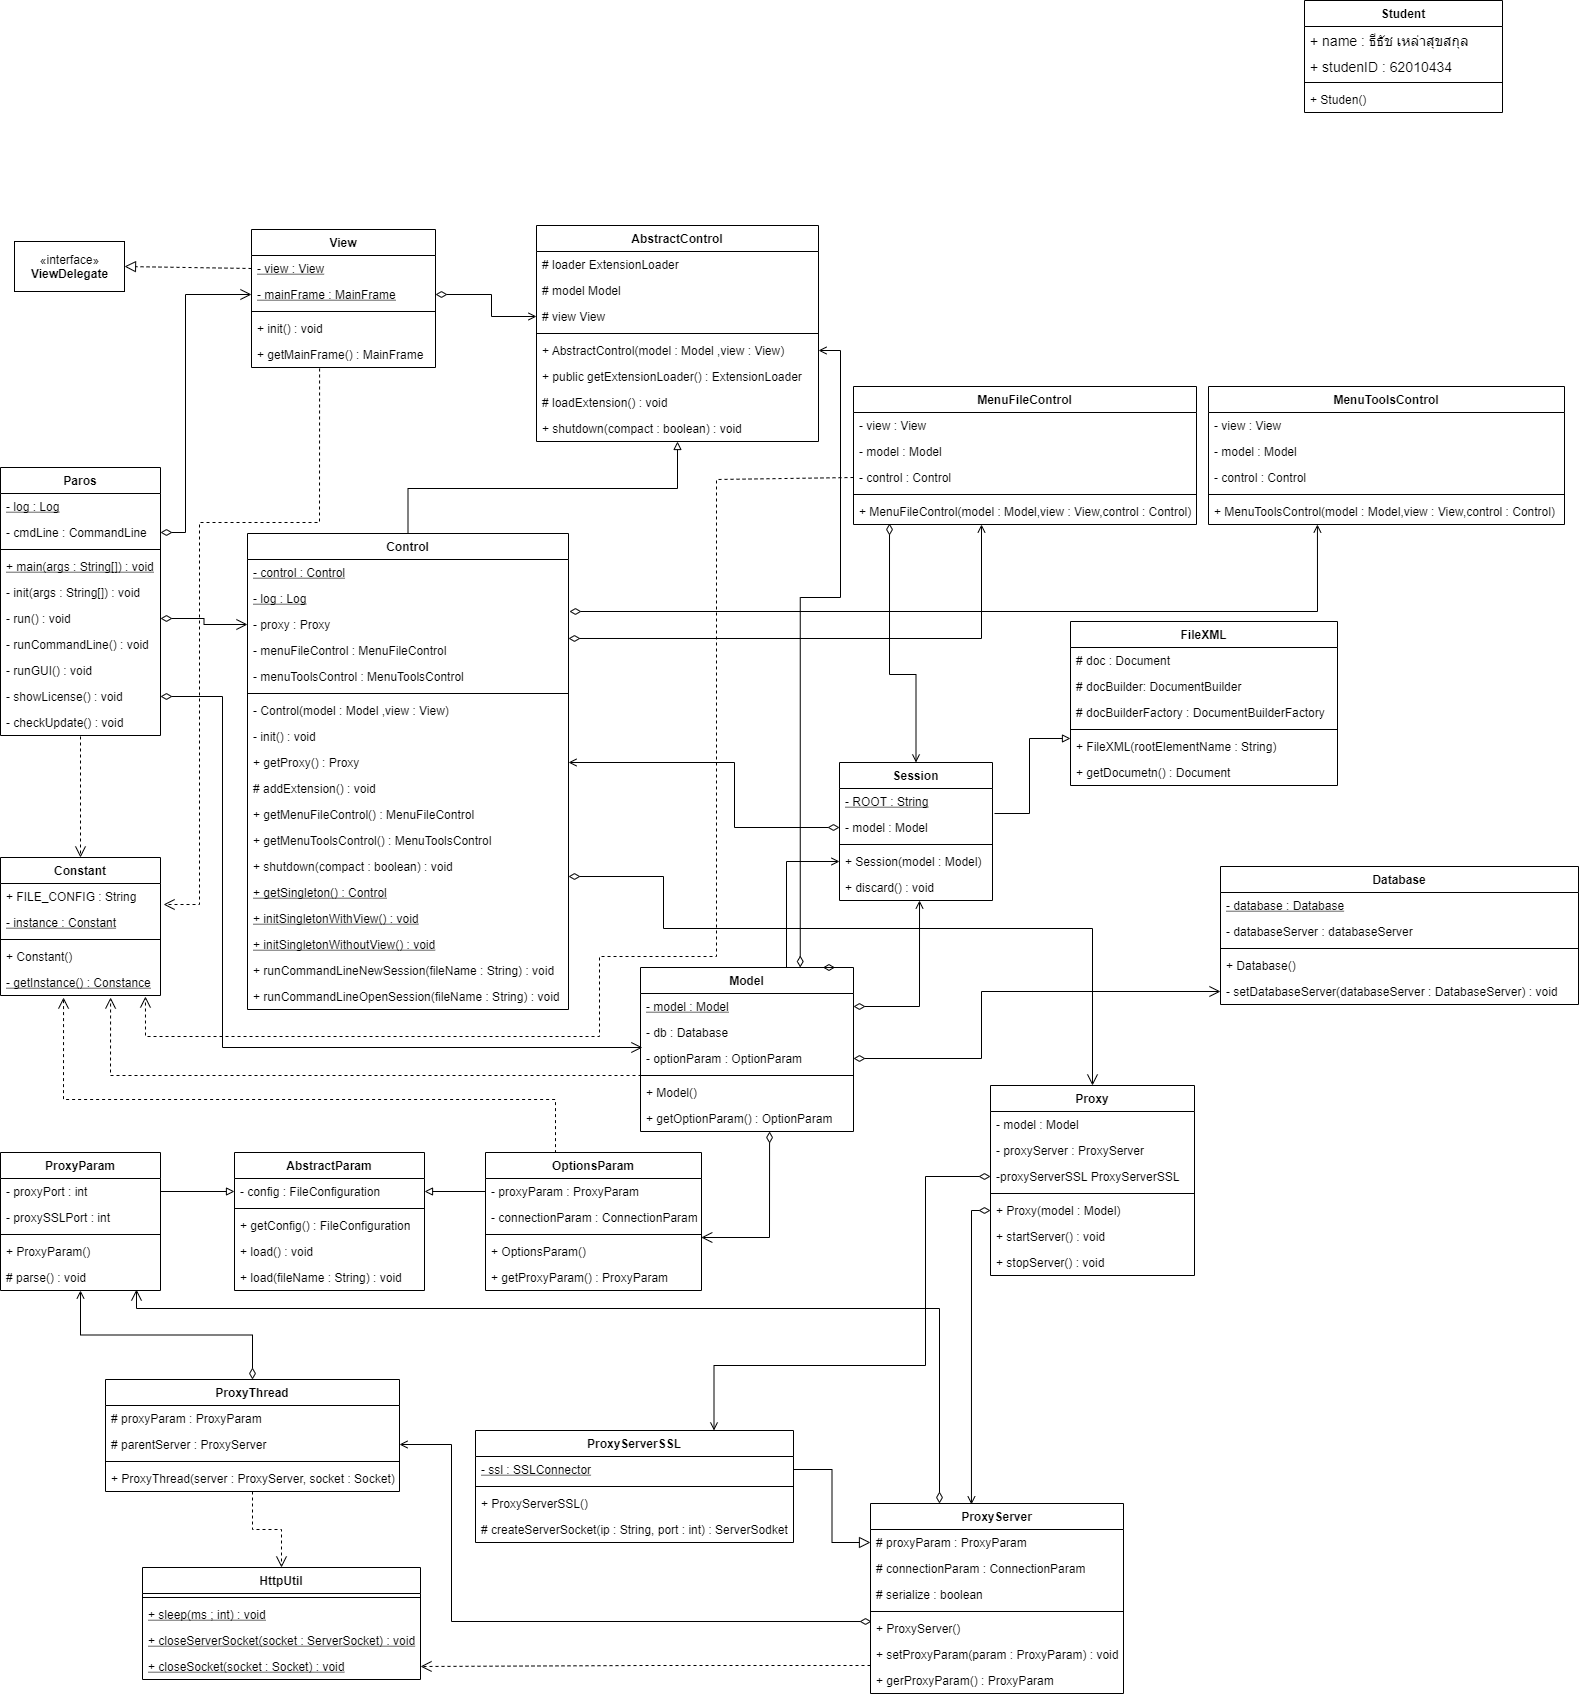 Student
+ name : ธีธัช เหล่าสุขสกุล
+ studenID : 62010434
+ Studen()
«interface»
ViewDelegate
View
- view : View
- mainFrame : MainFrame
+ init() : void
+ getMainFrame() : MainFrame
AbstractControl
# loader ExtensionLoader
# model Model
# view View
+ AbstractControl(model : Model ,view : View)
+ public getExtensionLoader() : ExtensionLoader
# loadExtension() : void
+ shutdown(compact : boolean) : void
MenuFileControl
- view : View
- model : Model
- control : Control
+ MenuFileControl(model : Model,view : View,control : Control)
MenuToolsControl
- view : View
- model : Model
- control : Control
+ MenuToolsControl(model : Model,view : View,control : Control)
Paros
- log : Log
- cmdLine : CommandLine
+ main(args : String[]) : void
- init(args : String[]) : void
- run() : void
- runCommandLine() : void
- runGUI() : void
- showLicense() : void
- checkUpdate() : void
Control
- control : Control
- log : Log
- proxy : Proxy
- menuFileControl : MenuFileControl
- menuToolsControl : MenuToolsControl
- Control(model : Model ,view : View)
- init() : void
+ getProxy() : Proxy
# addExtension() : void
+ getMenuFileControl() : MenuFileControl
+ getMenuToolsControl() : MenuToolsControl
+ shutdown(compact : boolean) : void
+ getSingleton() : Control
+ initSingletonWithView() : void
+ initSingletonWithoutView() : void
+ runCommandLineNewSession(fileName : String) : void
+ runCommandLineOpenSession(fileName : String) : void
FileXML
# doc : Document
# docBuilder: DocumentBuilder
# docBuilderFactory : DocumentBuilderFactory
+ FileXML(rootElementName : String)
+ getDocumetn() : Document
Session
- ROOT : String
- model : Model
+ Session(model : Model)
+ discard() : void
Constant
+ FILE_CONFIG : String
- instance : Constant
+ Constant()
- getInstance() : Constance
Database
- database : Database
- databaseServer : databaseServer
+ Database()
- setDatabaseServer(databaseServer : DatabaseServer) : void
Model
- model : Model
- db : Database
- optionParam : OptionParam
+ Model()
+ getOptionParam() : OptionParam
Proxy
- model : Model
- proxyServer : ProxyServer
-proxyServerSSL ProxyServerSSL
+ Proxy(model : Model)
+ startServer() : void
+ stopServer() : void
ProxyParam
- proxyPort : int
- proxySSLPort : int
+ ProxyParam()
# parse() : void
AbstractParam
- config : FileConfiguration
+ getConfig() : FileConfiguration
+ load() : void
+ load(fileName : String) : void
OptionsParam
- proxyParam : ProxyParam
- connectionParam : ConnectionParam
+ OptionsParam()
+ getProxyParam() : ProxyParam
ProxyThread
# proxyParam : ProxyParam
# parentServer : ProxyServer
+ ProxyThread(server : ProxyServer, socket : Socket)
ProxyServerSSL
- ssl : SSLConnector
+ ProxyServerSSL()
# createServerSocket(ip : String, port : int) : ServerSodket
ProxyServer
# proxyParam : ProxyParam
# connectionParam : ConnectionParam
# serialize : boolean
+ ProxyServer()
+ setProxyParam(param : ProxyParam) : void
+ gerProxyParam() : ProxyParam
HttpUtil
+ sleep(ms ; int) : void
+ closeServerSocket(socket : ServerSocket) : void
+ closeSocket(socket : Socket) : void